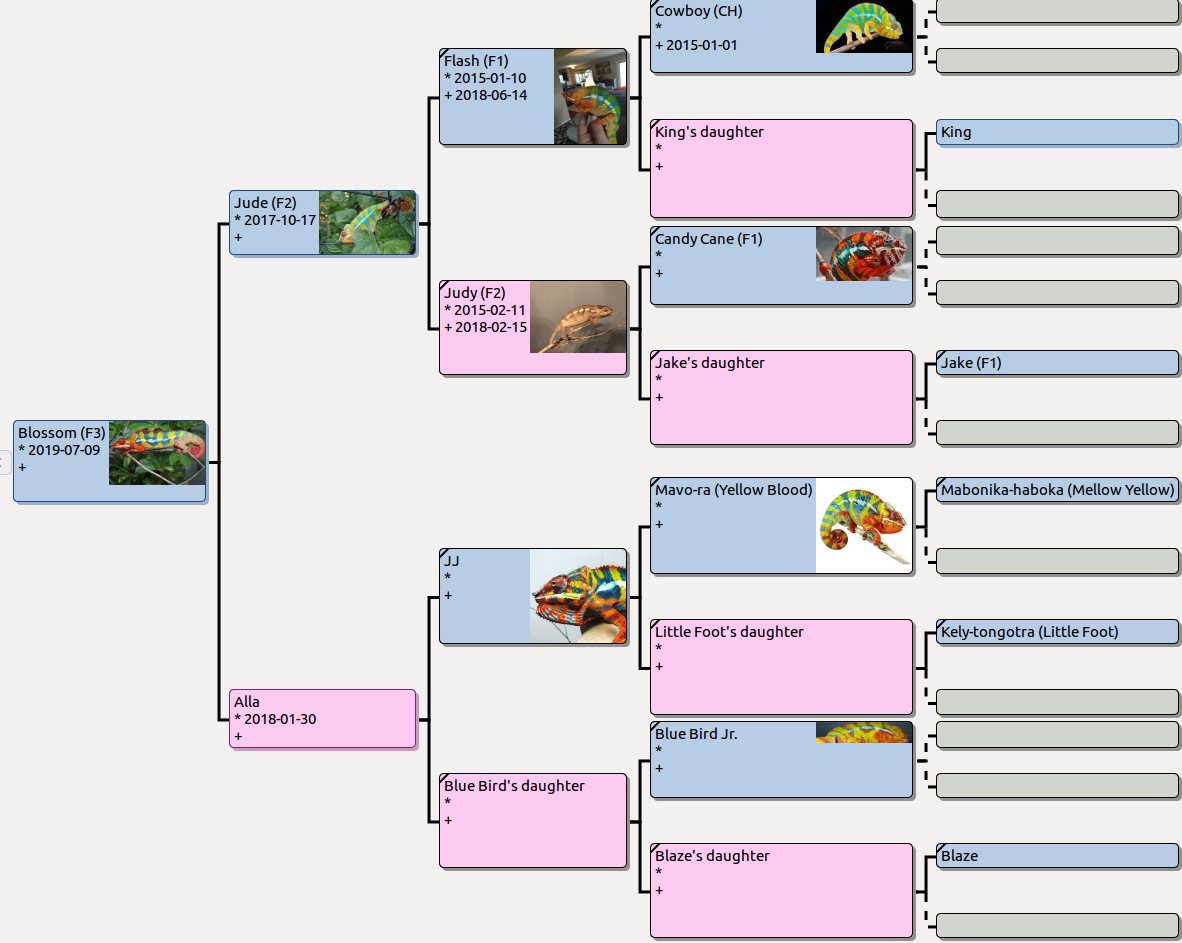 Blossom (F3)
* 2019-07-09
+
Jude (F2)
* 2017-10-17
+
Alla
* 2018-01-30
+
Flash (F1)
* 2015-01-10
+ 2018-06-14
Judy (F2)
* 2015-02-11
+ 2018-02-15
JJ
*
+
Blue Bird's daughter
*
+
Cowboy (CH)
*
+ 2015-01-01
King's daughter
*
+
Candy Cane (F1)
*
+
Jake's daughter
*
+
Mavo-ra (Yellow Blood)
*
+
Little Foot's daughter
*
+
Blue Bird Jr.
*
+
Blaze's daughter
*
+
King
Jake (F1)
Mabonika-haboka (Mellow Yellow)
Kely-tongotra (Little Foot)
Blaze